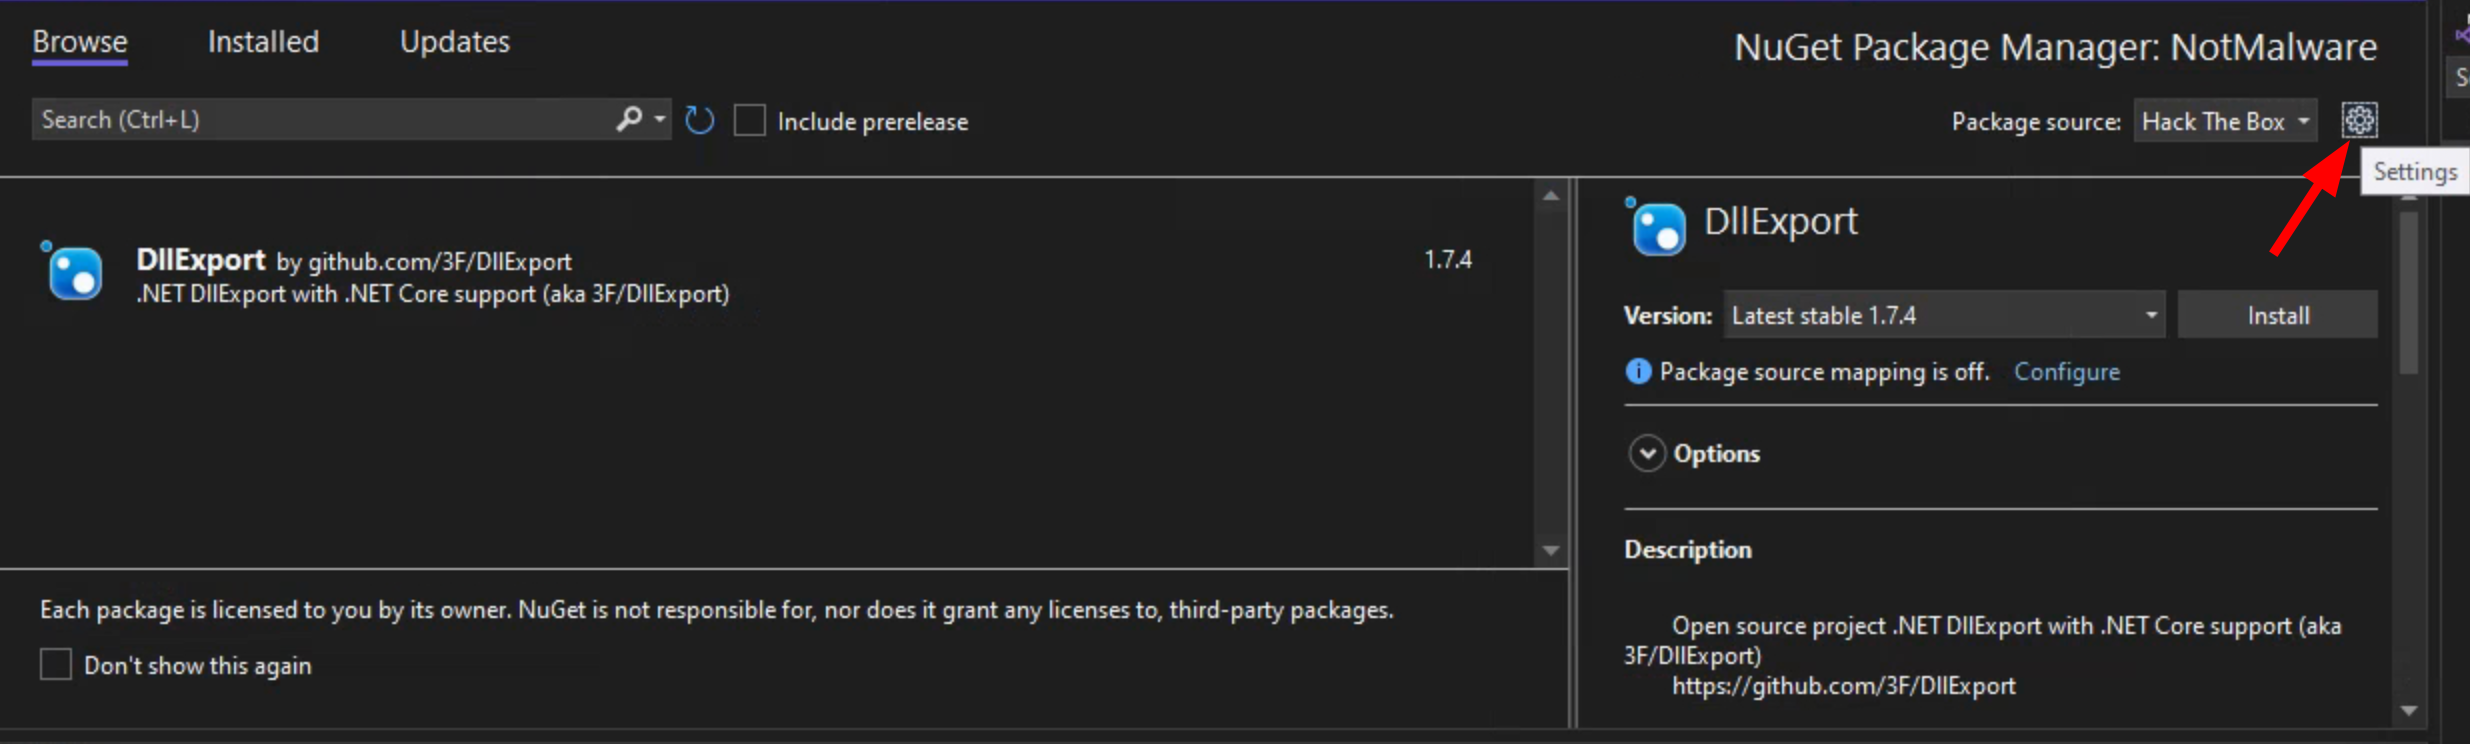 Browse
Installed
Updates
NuGet Package Manager: NotMalware
Search (Ctrl+L)
Include prerelease
Package source:
Hack The Box
Settings
DllExport by github.com/3F/DllExport
1.7.4
.NET DllExport with .NET Core support (aka 3F/DllExport)
Each package is licensed to you by its owner. NuGet is not responsible for, nor does it grant any licenses to, third-party packages.
Don't show this again
DllExport
Version:
Latest stable 1.7.4
Install
Package source mapping is off. Configure
Options
Description
Open source project .NET DllExport with .NET Core support (aka
3F/DllExport)
https://github.com/3F/DllExport